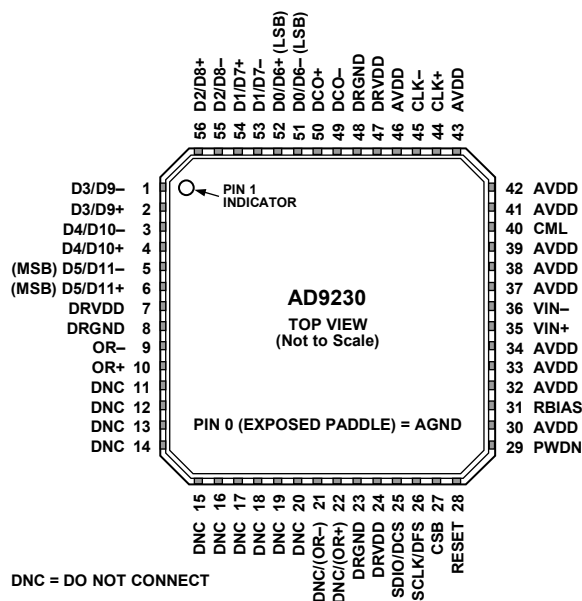 56 D2/D8+
55 D2/D8–
54 D1/D7+
53 D1/D7–
52 D0/D6+ (LSB)
51 D0/D6– (LSB)
50 DCO+
49 DCO–
48 DRGND
47 DRVDD
46 AVDD
45 CLK–
44 CLK+
43 AVDD
D3/D9– 1
D3/D9+ 2
D4/D10– 3
D4/D10+ 4
(MSB) D5/D11– 5
(MSB) D5/D11+ 6
DRVDD 7
DRGND 8
OR– 9
OR+ 10
DNC 11
DNC 12
DNC 13
DNC 14
PIN 1
INDICATOR
AD9230
TOP VIEW
(Not to Scale)
PIN 0 (EXPOSED PADDLE) = AGND
42 AVDD
41 AVDD
40 CML
39 AVDD
38 AVDD
37 AVDD
36 VIN–
35 VIN+
34 AVDD
33 AVDD
32 AVDD
31 RBIAS
30 AVDD
29 PWDN
DNC 15
DNC 16
DNC 17
DNC 18
DNC 19
DNC 20
DNC/(OR–) 21
DNC/(OR+) 22
DRGND 23
DRVDD 24
SDIO/DCS 25
SCLK/DFS 26
CSB 27
RESET 28
DNC = DO NOT CONNECT